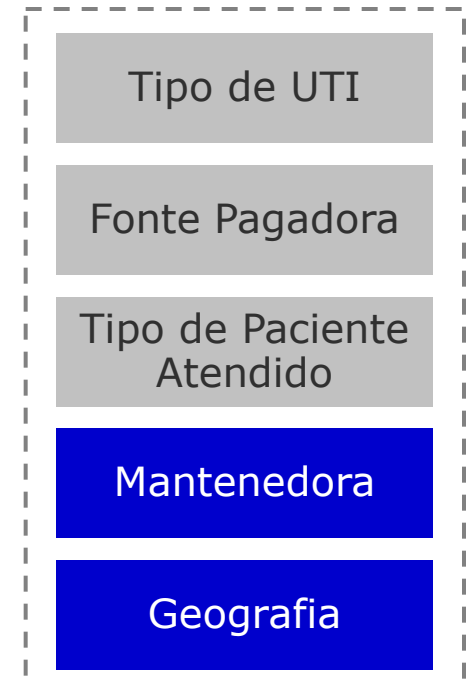 Tipo de UTI
Fonte Pagadora
Tipo de Paciente
Atendido
Mantenedora
Geografia